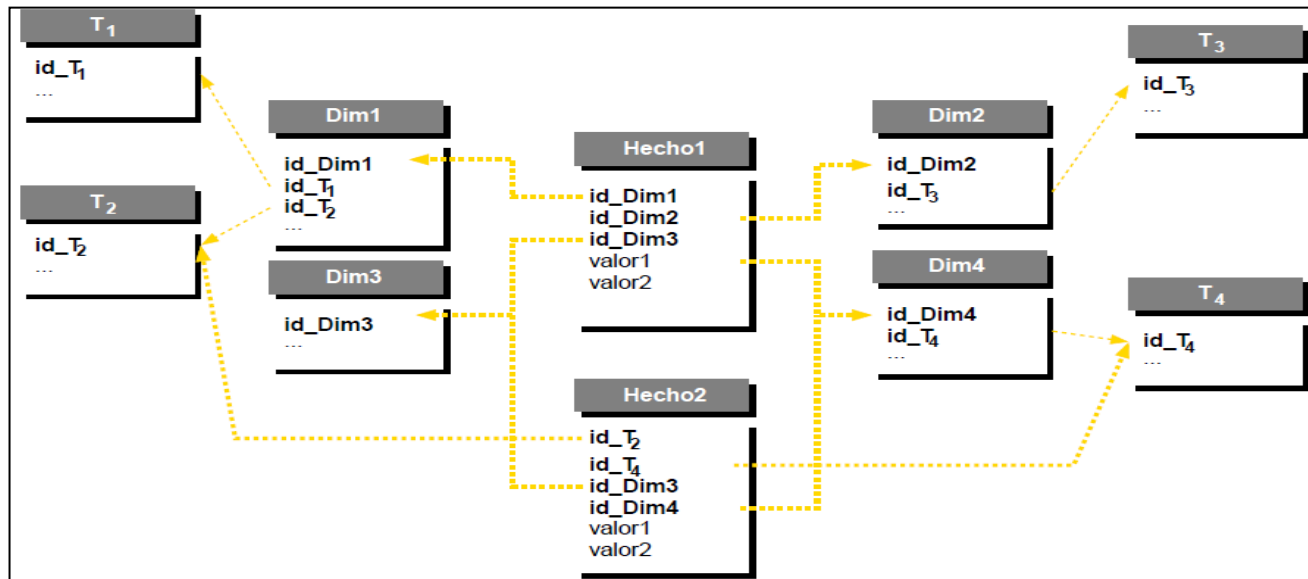 T1
id_T1
...
T2
id_T2
...
Dim1
id_Dim1
id_T1
id_T2
...
Dim3
id_Dim3
...
Hecho1
id_Dim1
id_Dim2
id_Dim3
valor1
valor2
Hecho2
id_T2
id_T4
id_Dim3
id_Dim4
valor1
valor2
Dim2
id_Dim2
id_T3
...
Dim4
id_Dim4
id_T4
...
T3
id_T3
...
T4
id_T4
...